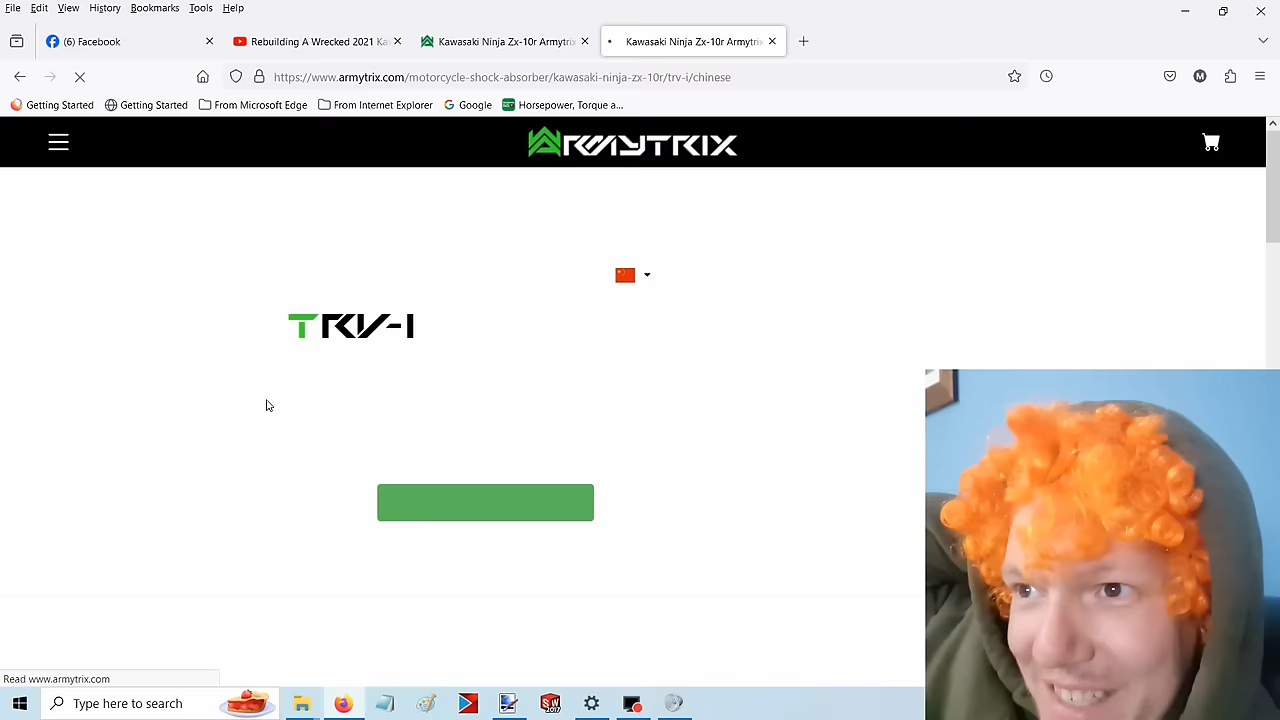 File Edit View History Bookmarks Tools Help
(6) Facebook
Rebuilding A Wrecked 2021 Ka
Kawasaki Ninja Zx-10r Armytrix
Kawasaki Ninja Zx-10r Armytrix
https://www.armytrix.com/motorcycle-shock-absorber/kawasaki-ninja-zx-10r/trv-i/chinese
M
Getting Started Getting Started From Microsoft Edge From Internet Explorer Google Horsepower, Torque a...
ARMYTRIX
TRV-I
Read www.armytrix.com
Type here to search
SW
2017